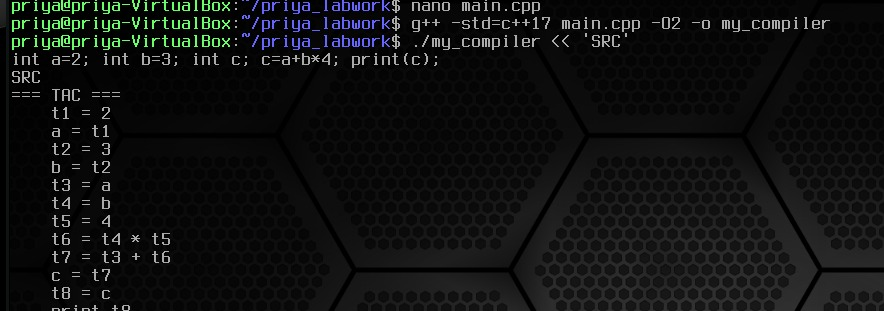 priya@priya-VirtualBox:~/priya_labwork$ nano main.cpp
priya@priya-VirtualBox:~/priya_labwork$ g++ -std=c++17 main.cpp -O2 -o my_compiler
priya@priya-VirtualBox:~/priya_labwork$ ./my_compiler << 'SRC'
int a=2; int b=3; int c; c=a+b*4; print(c);
SRC
=== TAC ===
t1 = 2
a = t1
t2 = 3
b = t2
t3 = a
t4 = b
t5 = 4
t6 = t4 * t5
t7 = t3 + t6
c = t7
t8 = c
print t8